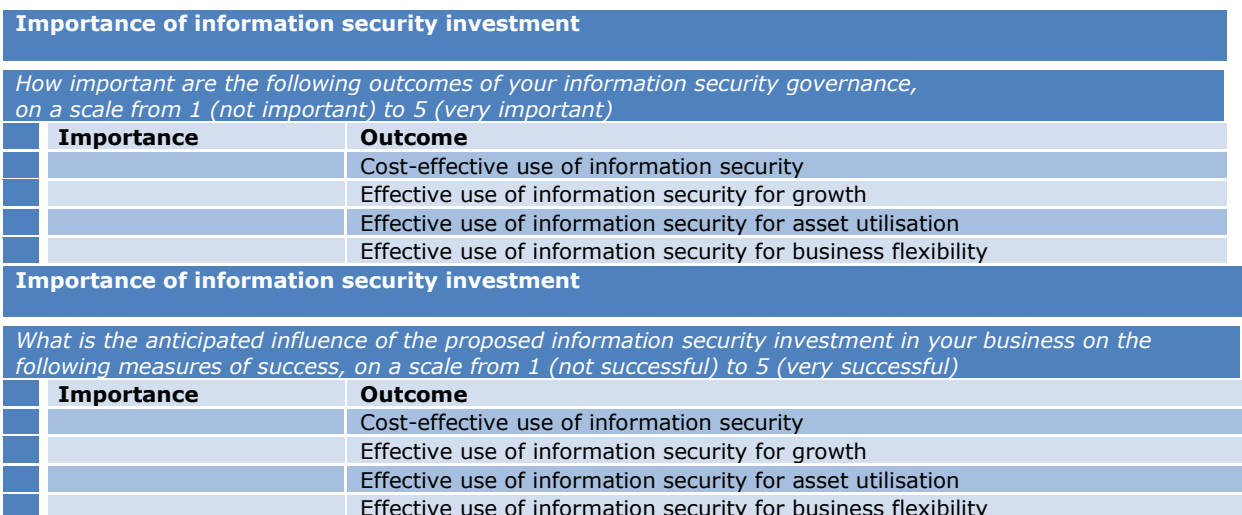 Importance of information security investment
How important are the following outcomes of your information security governance,
on a scale from 1 (not important) to 5 (very important)
Importance Outcome
Cost-effective use of information security
Effective use of information security for growth
Effective use of information security for asset utilisation
Effective use of information security for business flexibility
Importance of information security investment
What is the anticipated influence of the proposed information security investment in your business on the
following measures of success, on a scale from 1 (not successful) to 5 (very successful)
Importance Outcome
Cost-effective use of information security
Effective use of information security for growth
Effective use of information security for asset utilisation
Effective use of information security for business flexibility